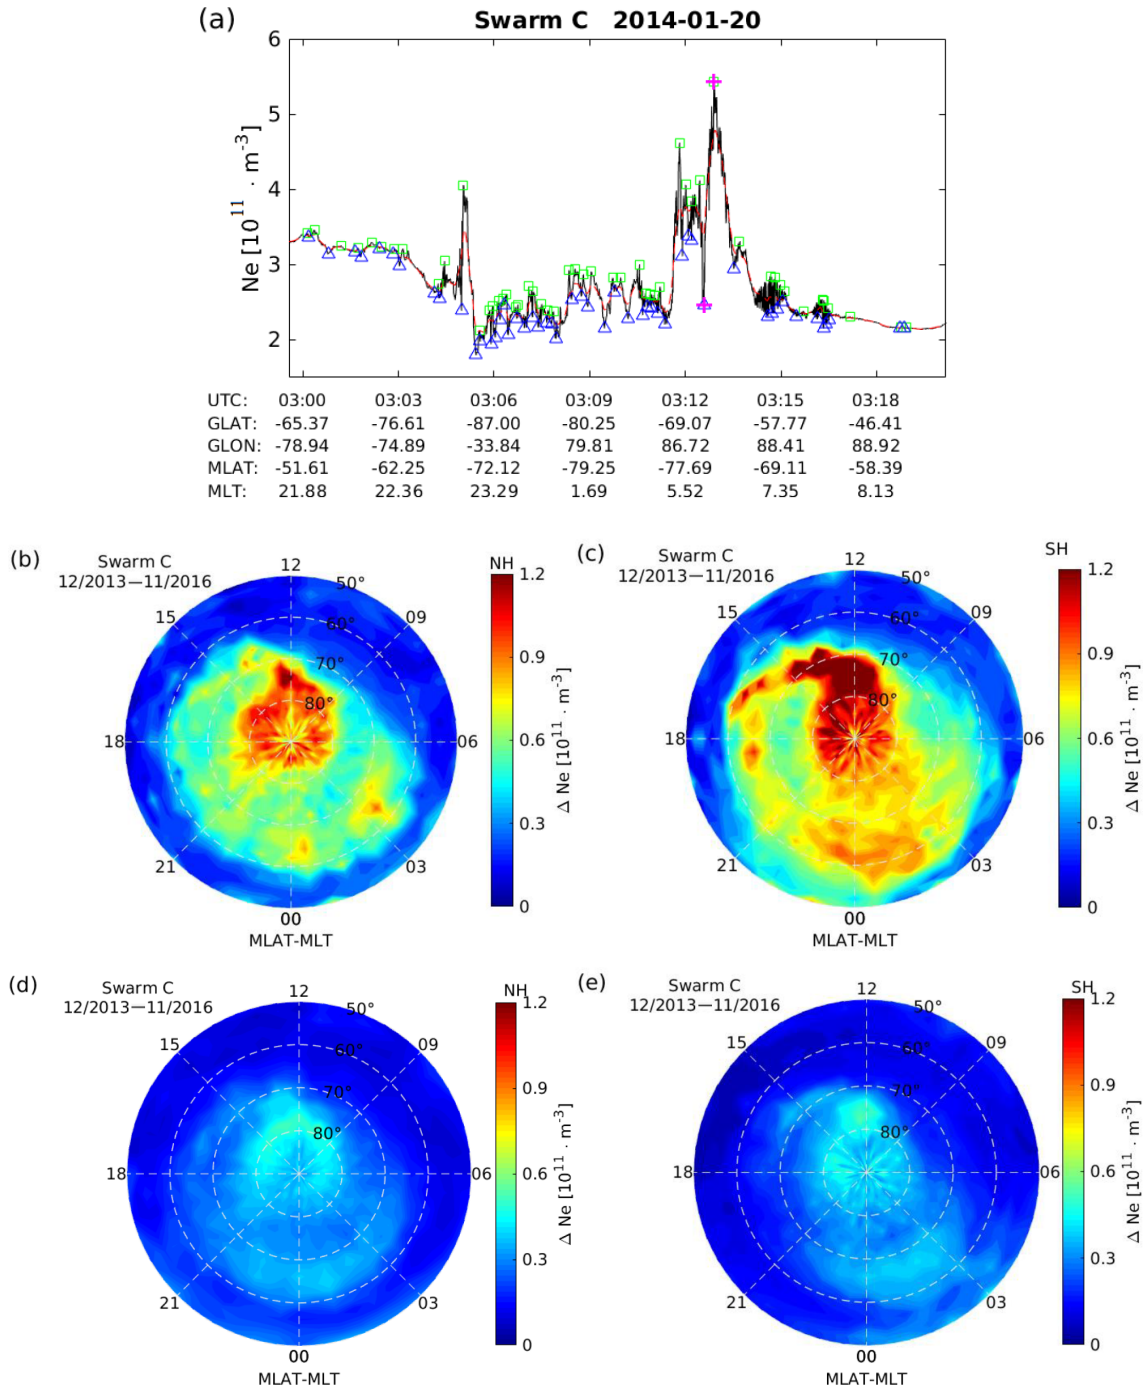 (a)
Swarm C 2014-01-20
6
5
4
3
2
Ne [10^11 · m^-3]
UTC: 03:00 03:03 03:06 03:09 03:12 03:15 03:18
GLAT: -65.37 -76.61 -87.00 -80.25 -69.07 -57.77 -46.41
GLON: -78.94 -74.89 -33.84 79.81 86.72 88.41 88.92
MLAT: -51.61 -62.25 -72.12 -79.25 -77.69 -69.11 -58.39
MLT: 21.88 22.36 23.29 1.69 5.52 7.35 8.13
(b)
Swarm C
12/2013—11/2016
12
50°
NH
1.2
15
60°
09
70°
0.9
80°
18
06
0.6
0.3
21
03
0
00
MLAT-MLT
Δ Ne [10^11 · m^-3]
(c)
Swarm C
12/2013—11/2016
12
50°
SH
1.2
15
60°
09
70°
0.9
80°
18
06
0.6
0.3
21
03
0
00
MLAT-MLT
Δ Ne [10^11 · m^-3]
(d)
Swarm C
12/2013—11/2016
12
50°
NH
1.2
15
60°
09
70°
0.9
80°
18
06
0.6
0.3
21
03
0
00
MLAT-MLT
Δ Ne [10^11 · m^-3]
(e)
Swarm C
12/2013—11/2016
12
50°
SH
1.2
15
60°
09
70°
0.9
80°
18
06
0.6
0.3
21
03
0
00
MLAT-MLT
Δ Ne [10^11 · m^-3]